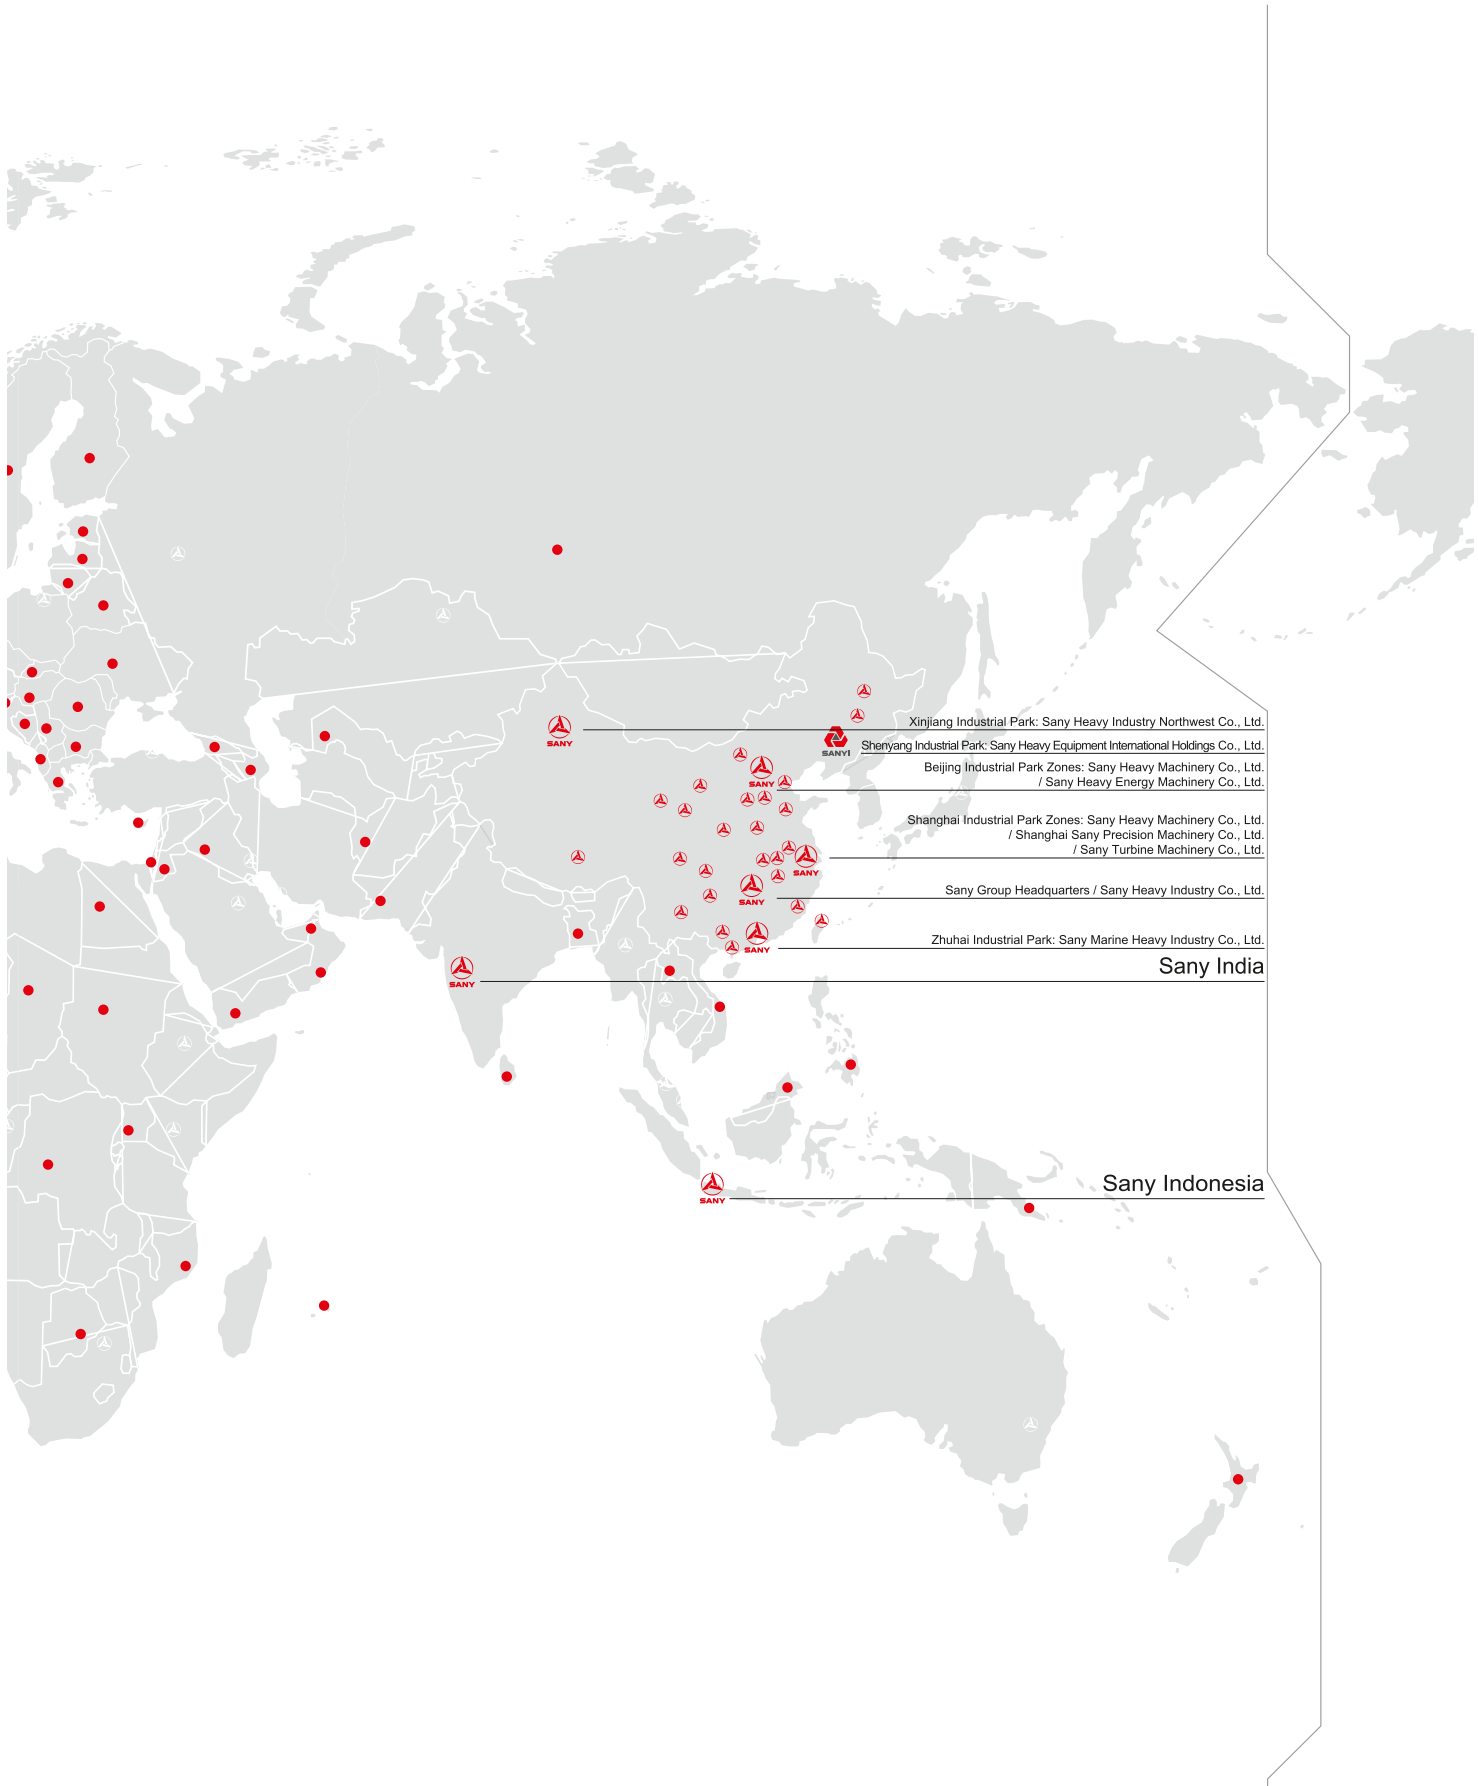 Xinjiang Industrial Park: Sany Heavy Industry Northwest Co., Ltd.
SANY
SANYI
Shenyang Industrial Park: Sany Heavy Equipment International Holdings Co., Ltd.
Beijing Industrial Park Zones: Sany Heavy Machinery Co., Ltd.
SANY
/ Sany Heavy Energy Machinery Co., Ltd.
Shanghai Industrial Park Zones: Sany Heavy Machinery Co., Ltd.
/ Shanghai Sany Precision Machinery Co., Ltd.
/ Sany Turbine Machinery Co., Ltd.
SANY
Sany Group Headquarters / Sany Heavy Industry Co., Ltd.
SANY
Zhuhai Industrial Park: Sany Marine Heavy Industry Co., Ltd.
SANY
Sany India
SANY
Sany Indonesia
SANY